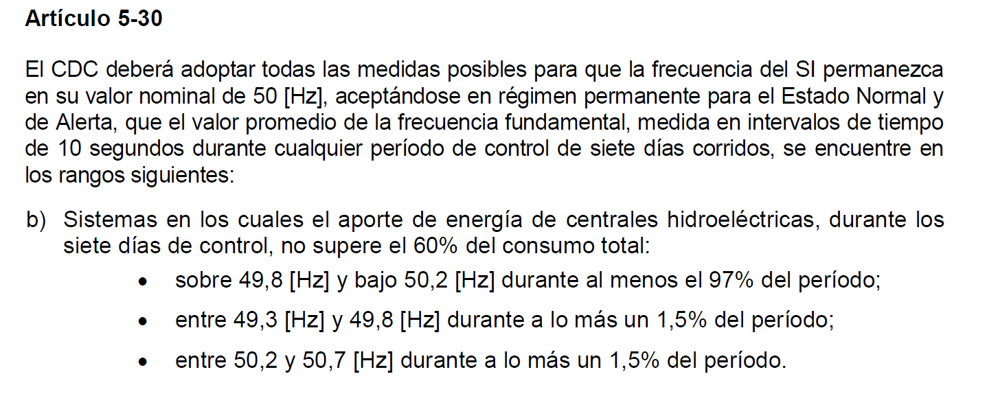 Artículo 5-30
El CDC deberá adoptar todas las medidas posibles para que la frecuencia del SI permanezca
en su valor nominal de 50 [Hz], aceptándose en régimen permanente para el Estado Normal y
de Alerta, que el valor promedio de la frecuencia fundamental, medida en intervalos de tiempo
de 10 segundos durante cualquier período de control de siete días corridos, se encuentre en
los rangos siguientes:
b) Sistemas en los cuales el aporte de energía de centrales hidroeléctricas, durante los
siete días de control, no supere el 60% del consumo total:
• sobre 49,8 [Hz] y bajo 50,2 [Hz] durante al menos el 97% del período;
• entre 49,3 [Hz] y 49,8 [Hz] durante a lo más un 1,5% del período;
• entre 50,2 y 50,7 [Hz] durante a lo más un 1,5% del período.